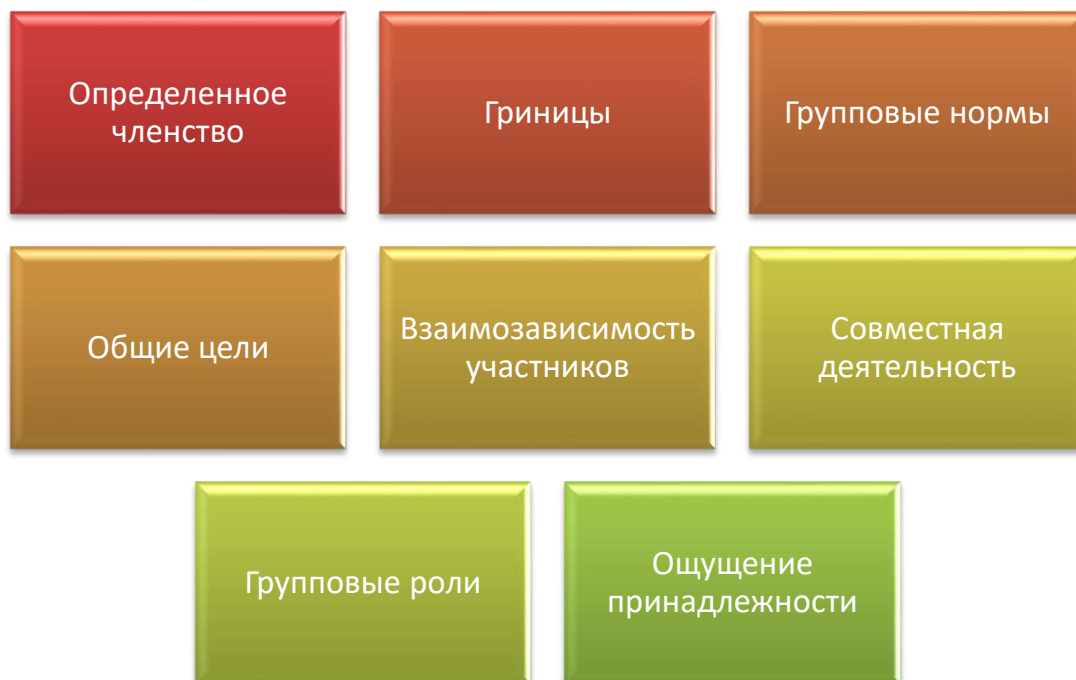 Определенное
членство
Гриницы
Групповые нормы
Общие цели
Взаимозависимость
участников
Совместная
деятельность
Групповые роли
Ощущение
принадлежности